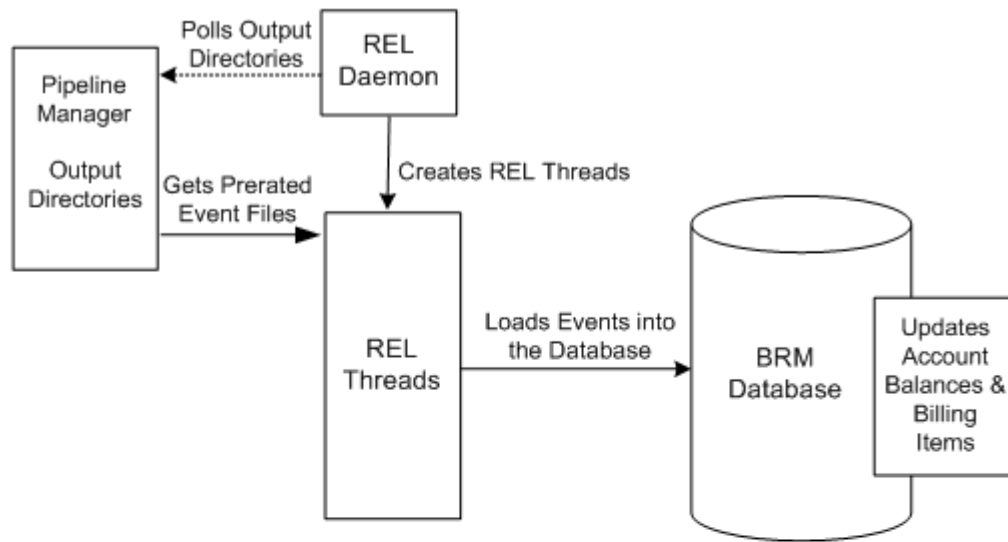 Polls Output
Directories
REL
Daemon
Pipeline
Manager
Output
Directories
Creates REL Threads
Gets Prerated
Event Files
REL
Threads
Loads Events into
the Database
BRM
Database
Updates
Account
Balances &
Billing
Items